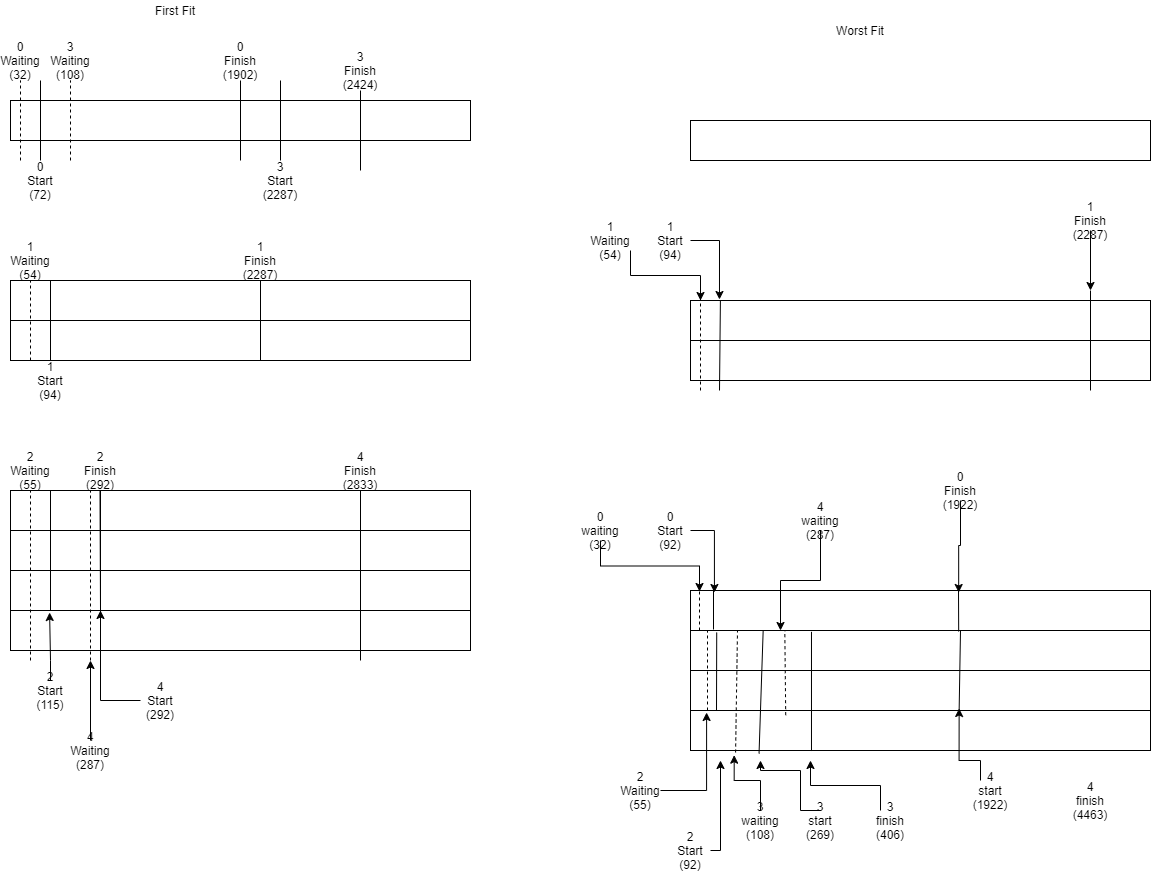 First Fit
0
Waiting
(32)
3
Waiting
(108)
0
Finish
(1902)
3
Finish
(2424)
0
Start
(72)
3
Start
(2287)
1
Waiting
(54)
1
Finish
(2287)
1
Start
(94)
2
Waiting
(55)
2
Finish
(292)
4
Finish
(2833)
2
Start
(115)
4
Start
(292)
4
Waiting
(287)
Worst Fit
1
Waiting
(54)
1
Start
(94)
1
Finish
(2287)
0
waiting
(32)
0
Start
(92)
4
waiting
(287)
0
Finish
(1922)
2
Waiting
(55)
2
Start
(92)
3
waiting
(108)
3
start
(269)
3
finish
(406)
4
start
(1922)
4
finish
(4463)